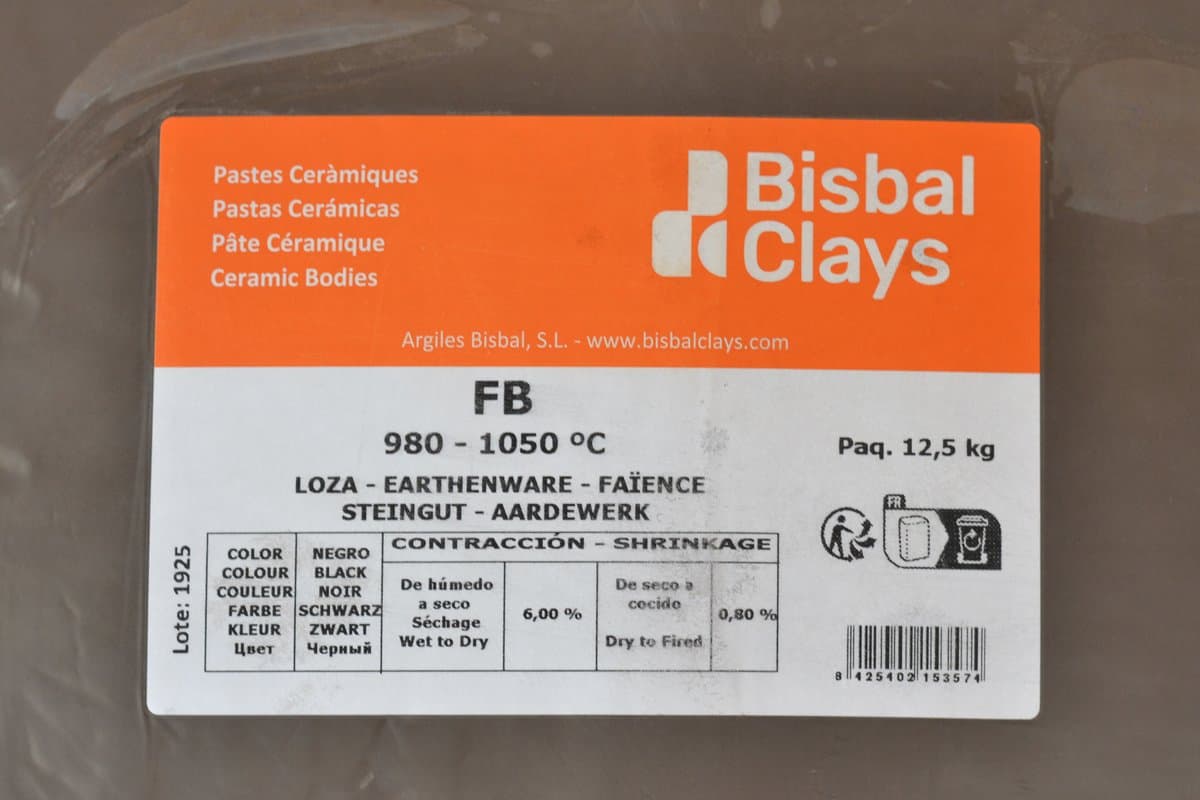 Pastes Ceràmiques
Pastas Cerámicas
Pâte Céramique
Ceramic Bodies
Bisbal
Clays
Argiles Bisbal, S.L. - www.bisbalclays.com
FB
980 - 1050 ºC
Paq. 12,5 kg
LOZA - EARTHENWARE - FAÏENCE
STEINGUT - AARDEWERK
FR
Lote: 1925
COLOR
COLOUR
COULEUR
FARBE
KLEUR
Цвет
NEGRO
BLACK
NOIR
SCHWARZ
ZWART
Черный
CONTRACCIÓN - SHRINKAGE
De húmedo
a seco
Séchage
Wet to Dry
6,00 %
De seco a
cocido
Dry to Fired
0,80 %
8 425402 153574